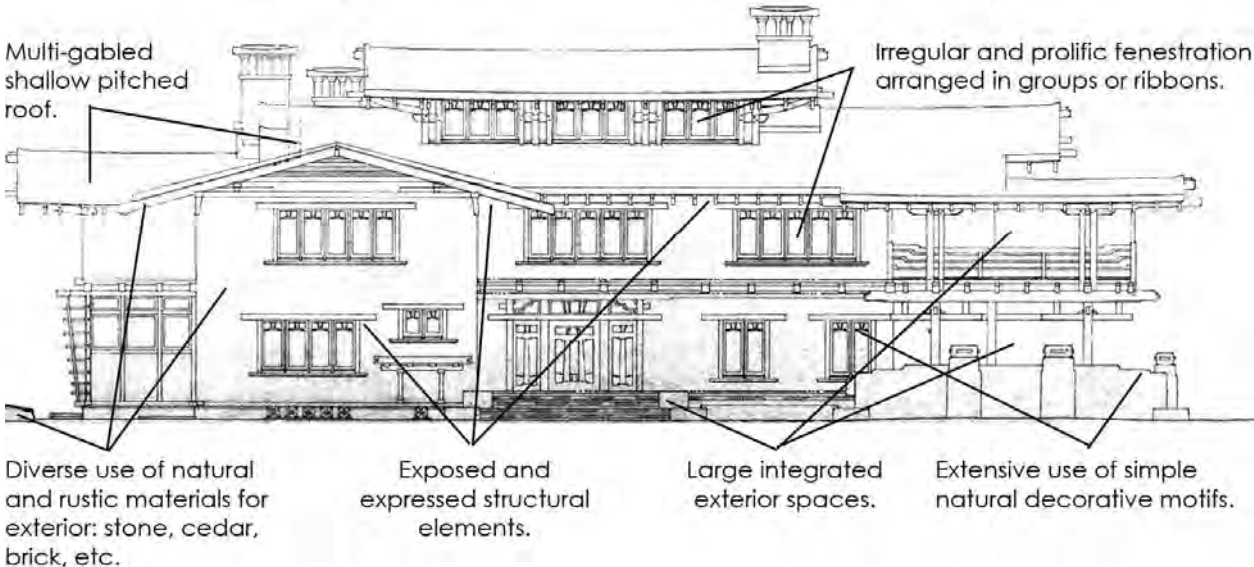 Multi-gabled
shallow pitched
roof.
Irregular and prolific fenestration
arranged in groups or ribbons.
Diverse use of natural
and rustic materials for
exterior: stone, cedar,
brick, etc.
Exposed and
expressed structural
elements.
Large integrated
exterior spaces.
Extensive use of simple
natural decorative motifs.